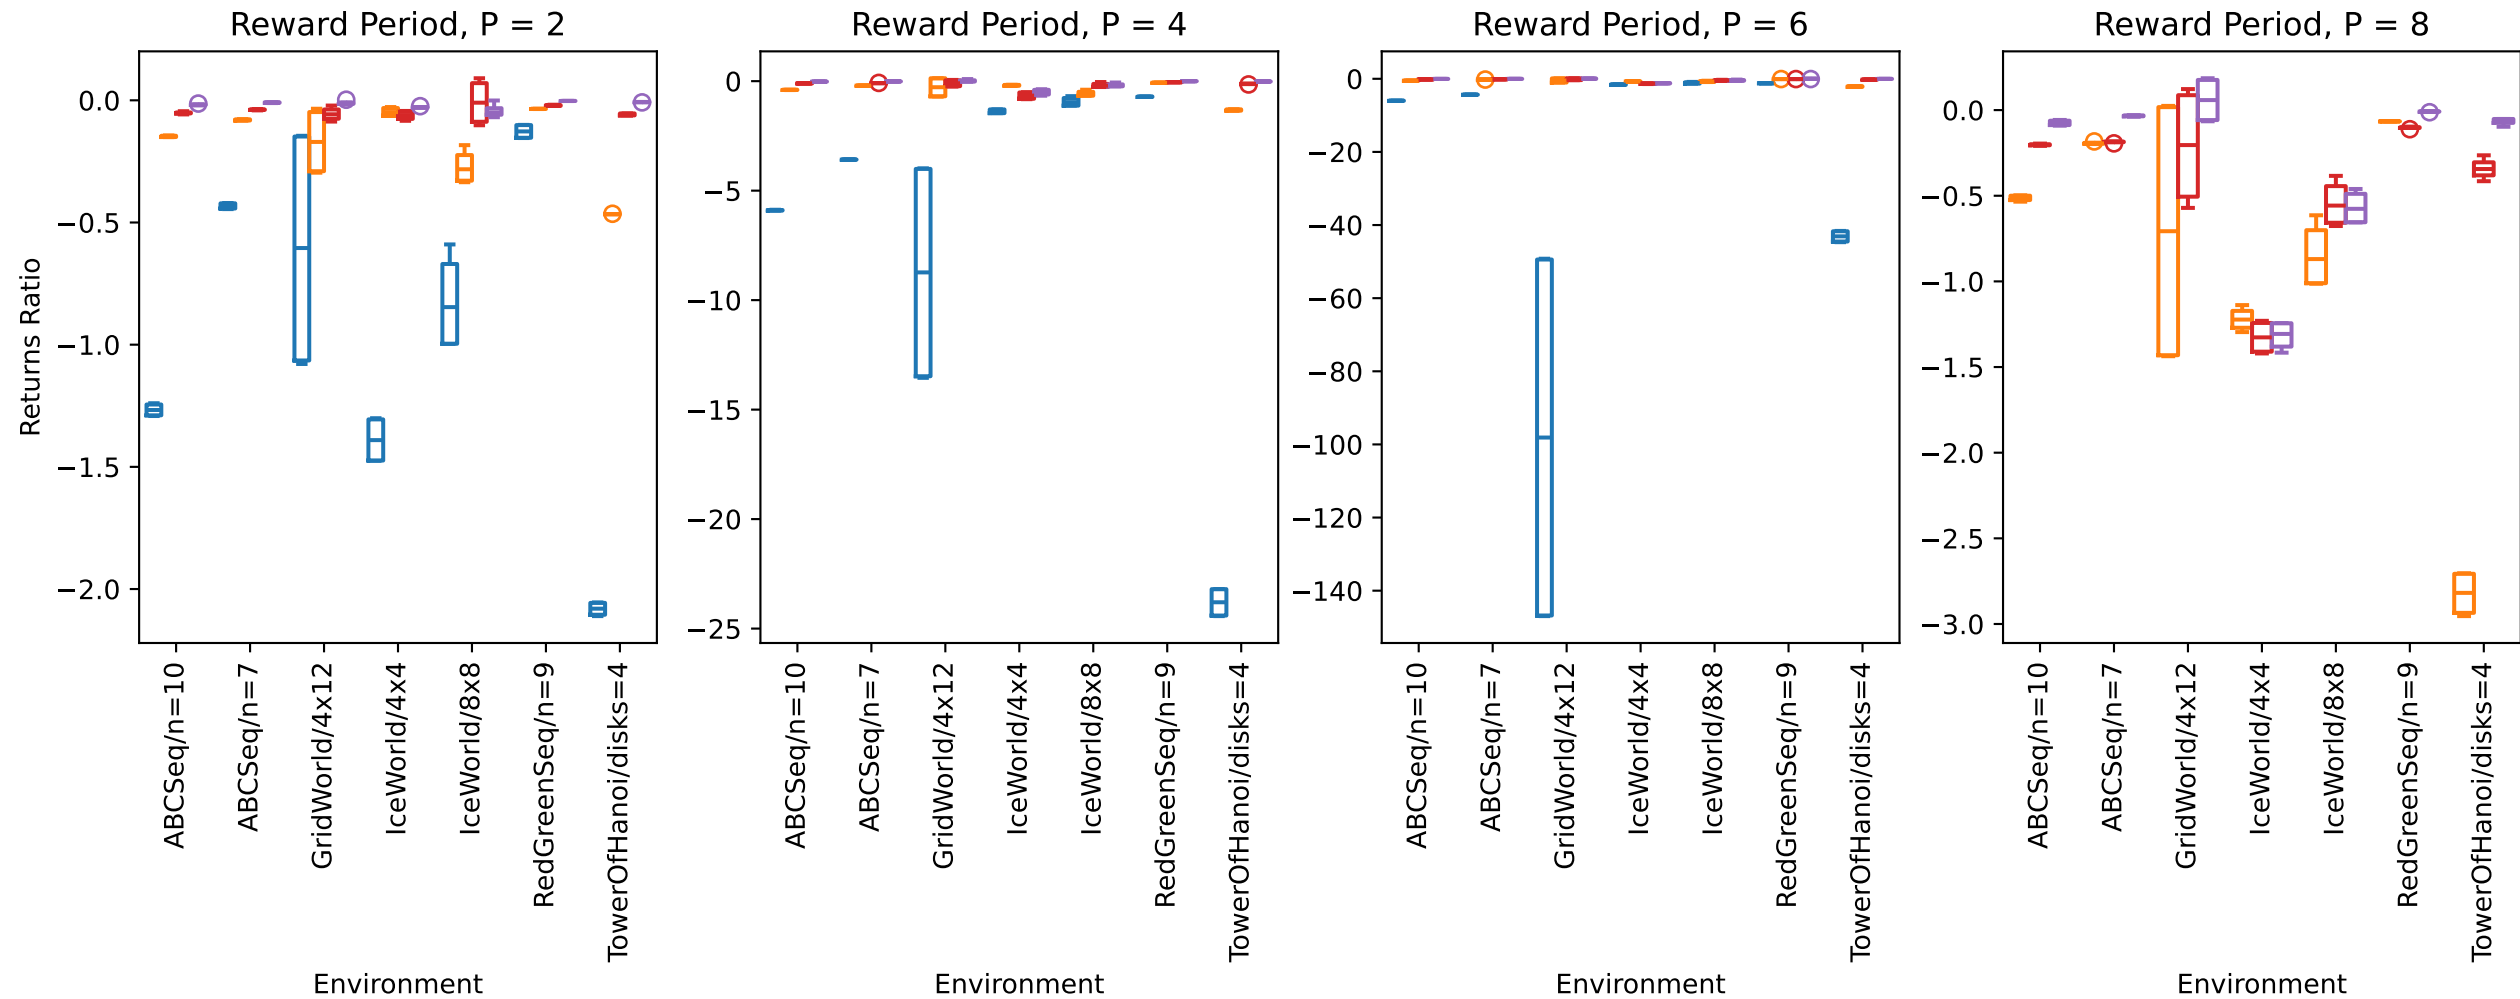 Reward Period, P = 2
Returns Ratio
0.0
−0.5
−1.0
−1.5
−2.0
ABCSeq/n=10
ABCSeq/n=7
GridWorld/4x12
IceWorld/4x4
IceWorld/8x8
RedGreenSeq/n=9
TowerOfHanoi/disks=4
Environment
Reward Period, P = 4
0
−5
−10
−15
−20
−25
ABCSeq/n=10
ABCSeq/n=7
GridWorld/4x12
IceWorld/4x4
IceWorld/8x8
RedGreenSeq/n=9
TowerOfHanoi/disks=4
Environment
Reward Period, P = 6
0
−20
−40
−60
−80
−100
−120
−140
ABCSeq/n=10
ABCSeq/n=7
GridWorld/4x12
IceWorld/4x4
IceWorld/8x8
RedGreenSeq/n=9
TowerOfHanoi/disks=4
Environment
Reward Period, P = 8
0.0
−0.5
−1.0
−1.5
−2.0
−2.5
−3.0
ABCSeq/n=10
ABCSeq/n=7
GridWorld/4x12
IceWorld/4x4
IceWorld/8x8
RedGreenSeq/n=9
TowerOfHanoi/disks=4
Environment